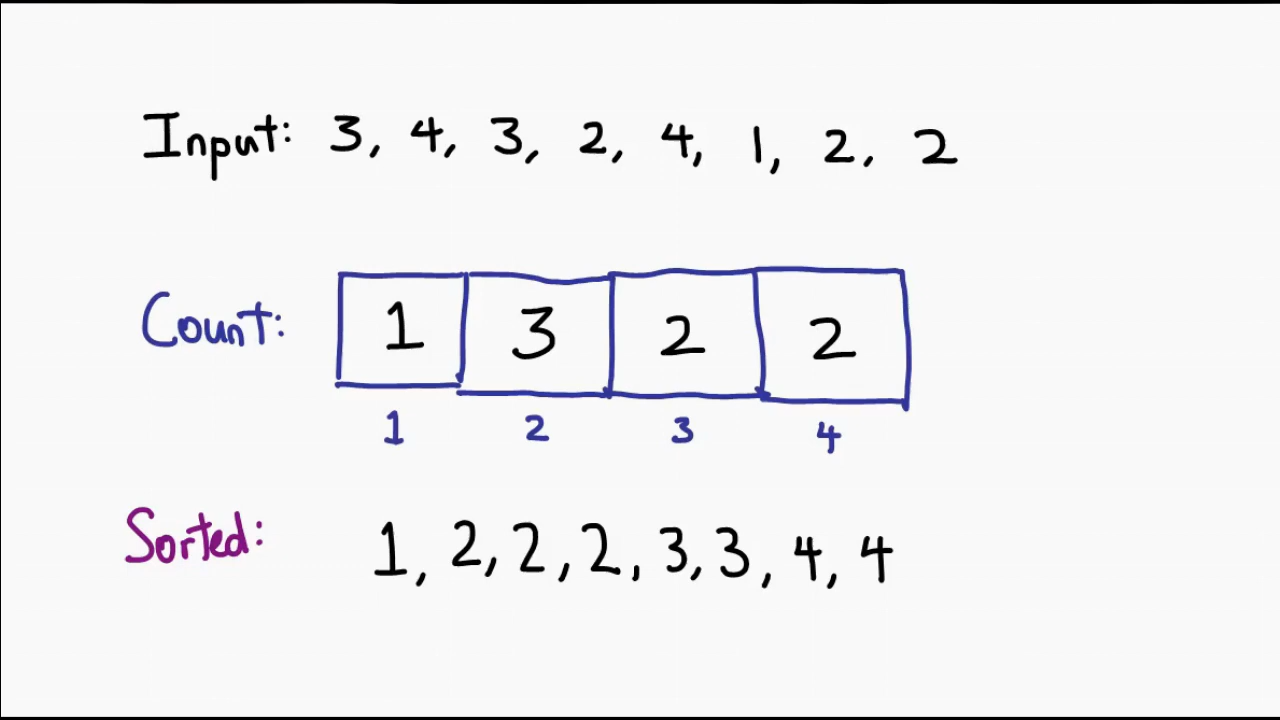 Input: 3, 4, 3, 2, 4, 1, 2, 2
Count: 1 3 2 2
1 2 3 4
Sorted: 1, 2, 2, 2, 3, 3, 4, 4